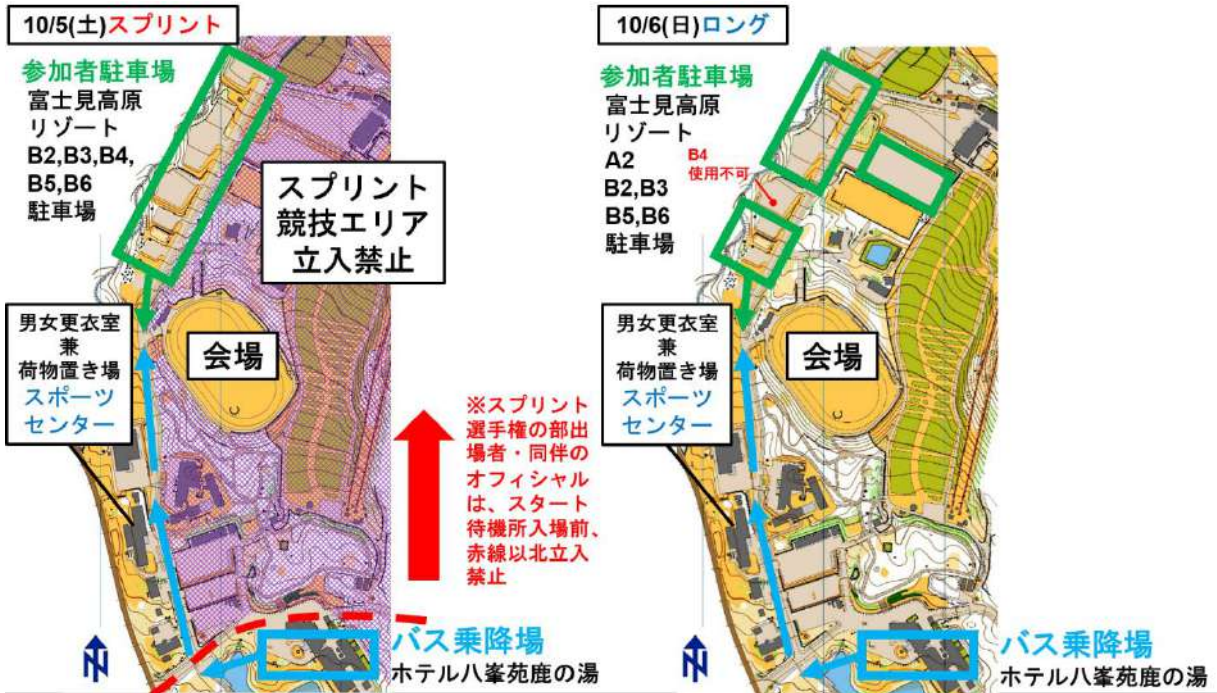 10/5(土)スプリント
参加者駐車場
富士見高原
リゾート
B2,B3,B4,
B5,B6
駐車場
スプリント
競技エリア
立入禁止
男女更衣室
兼
荷物置き場
スポーツ
センター
会場
※スプリント
選手権の部出
場者・同伴の
オフィシャル
は、スタート
待機所入場前、
赤線以北立入
禁止
バス乗降場
ホテル八峯苑鹿の湯
N
10/6(日)ロング
参加者駐車場
富士見高原
リゾート
A2
B2,B3
B5,B6
駐車場
B4
使用不可
男女更衣室
兼
荷物置き場
スポーツ
センター
会場
バス乗降場
ホテル八峯苑鹿の湯
N